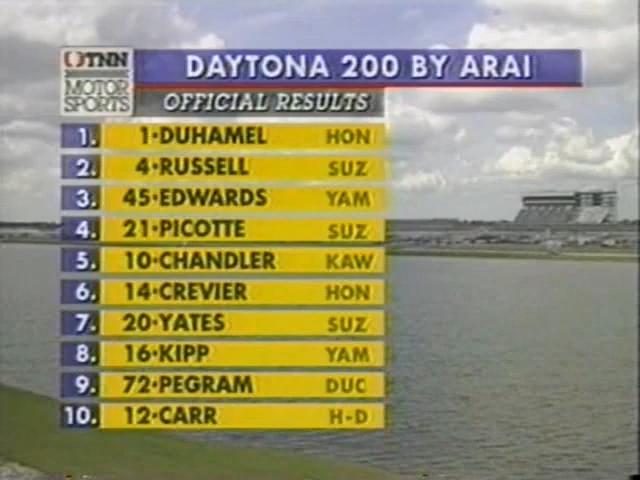 TNN
MOTOR
SPORTS
DAYTONA 200 BY ARAI
OFFICIAL RESULTS
1. 1·DUHAMEL HON
2. 4·RUSSELL SUZ
3. 45·EDWARDS YAM
4. 21·PICOTTE SUZ
5. 10·CHANDLER KAW
6. 14·CREVIER HON
7. 20·YATES SUZ
8. 16·KIPP YAM
9. 72·PEGRAM DUC
10. 12·CARR H-D